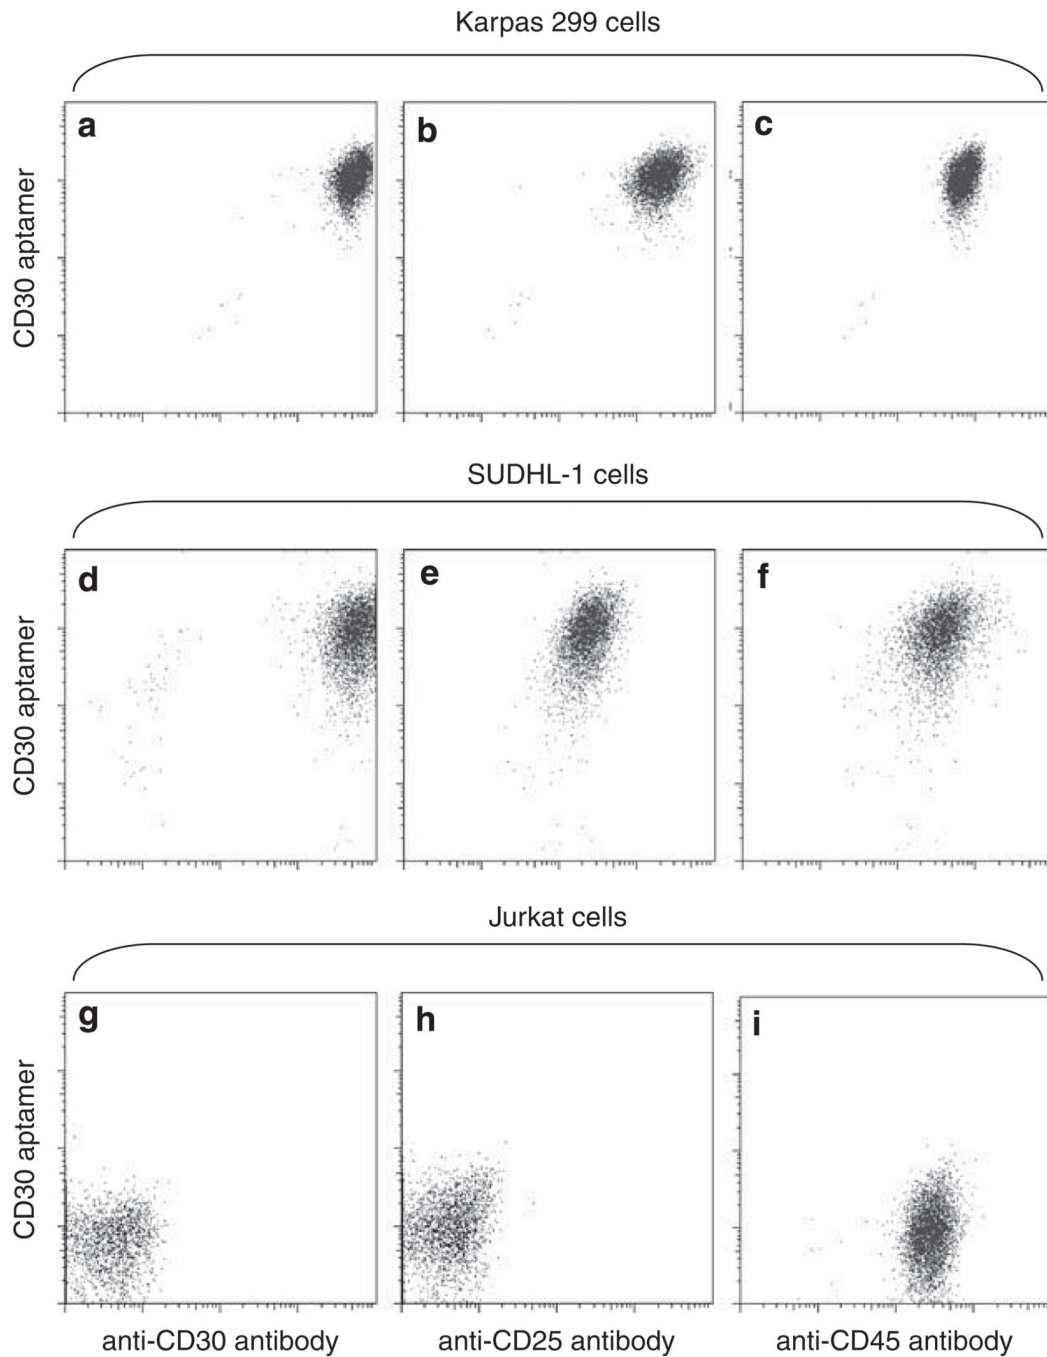 Karpas 299 cells
a
b
c
CD30 aptamer
SUDHL-1 cells
d
e
f
CD30 aptamer
Jurkat cells
g
h
i
CD30 aptamer
anti-CD30 antibody
anti-CD25 antibody
anti-CD45 antibody